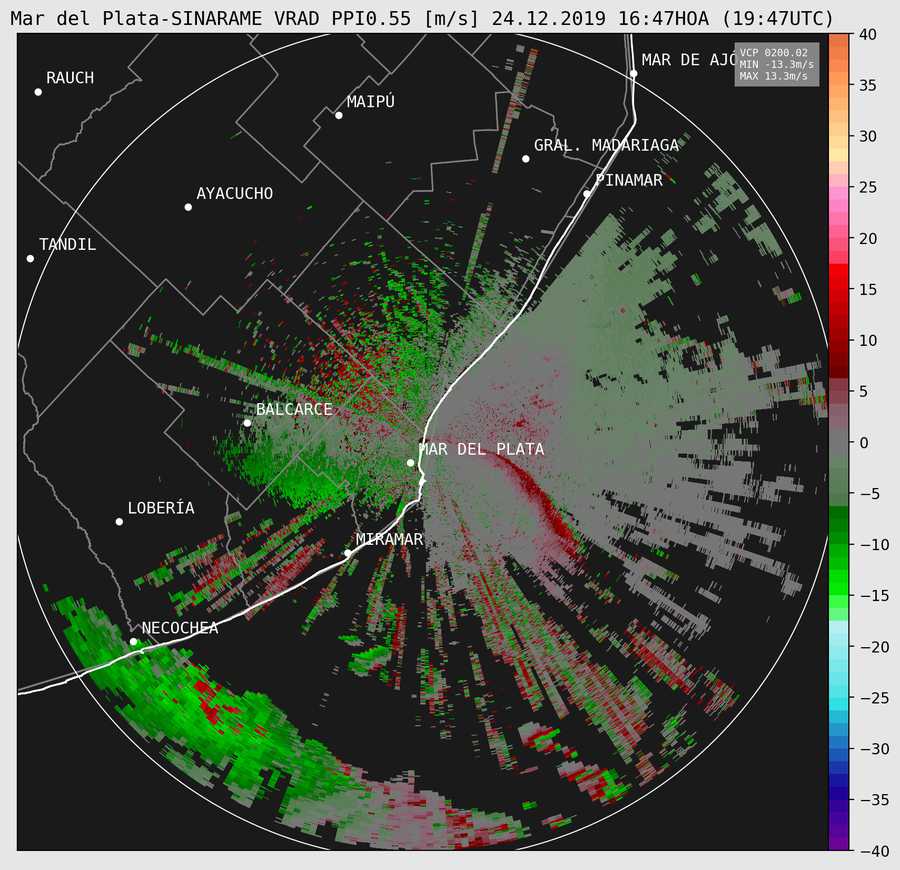 Mar del Plata-SINARAME VRAD PPI0.55 [m/s] 24.12.2019 16:47HOA (19:47UTC)
VCP 0200.02
MIN -13.3m/s
MAX 13.3m/s
MAR DE AJÓ
RAUCH
MAIPÚ
GRAL. MADARIAGA
PINAMAR
AYACUCHO
TANDIL
BALCARCE
MAR DEL PLATA
LOBERÍA
MIRAMAR
NECOCHEA
40
35
30
25
20
15
10
5
0
−5
−10
−15
−20
−25
−30
−35
−40